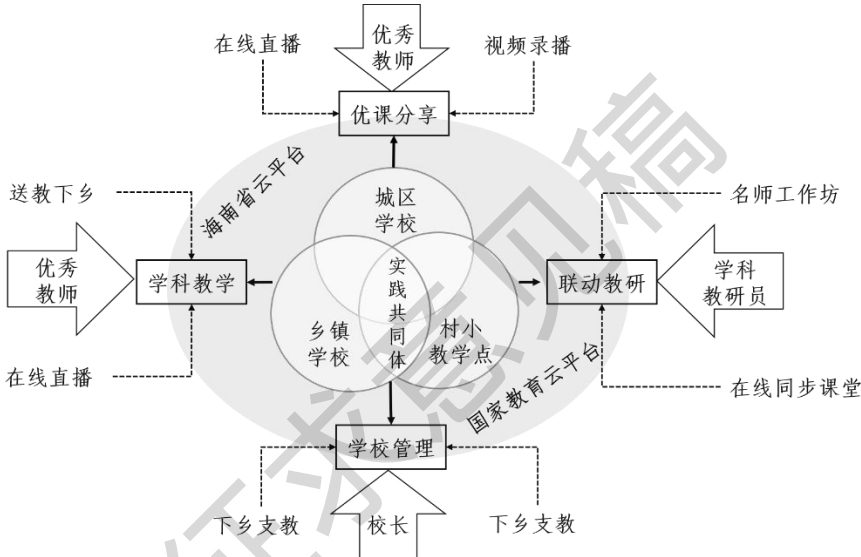 在线直播
优秀
教师
视频录播
优课分享
海南省云平台
城区
学校
送教下乡
名师工作坊
优秀
教师
学科教学
实践共同体
联动教研
学科
教研员
乡镇
学校
村小
教学点
在线直播
国家教育云平台
在线同步课堂
学校管理
下乡支教
校长
下乡支教
征求意见稿